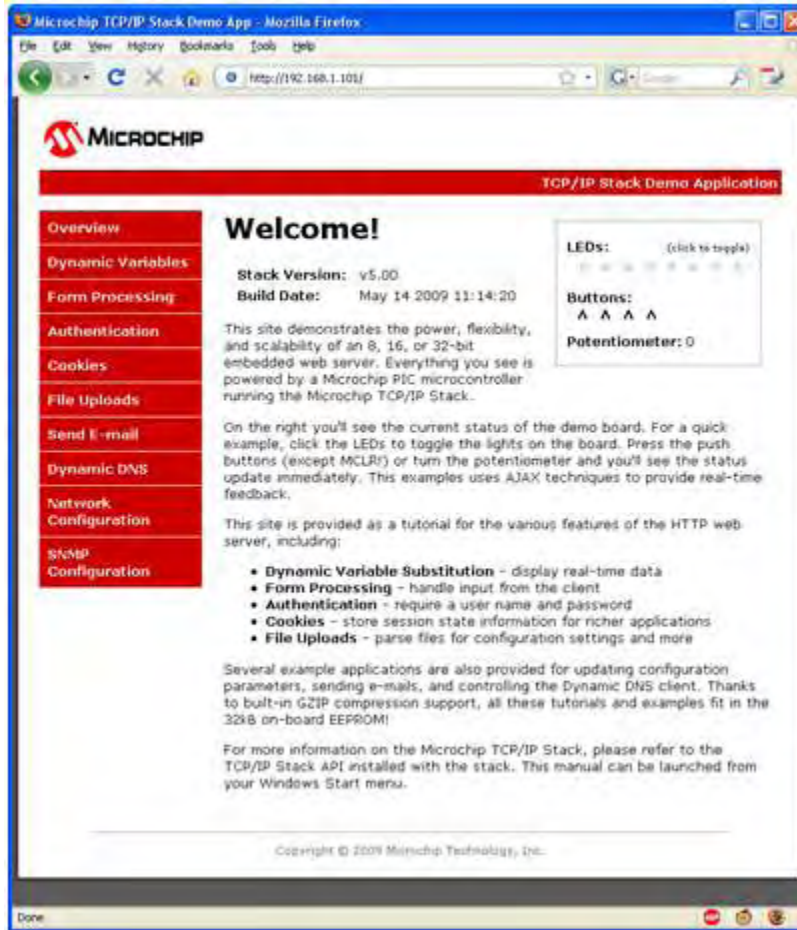 Microchip TCP/IP Stack Demo App - Mozilla Firefox
File Edit View History Bookmarks Tools Help
http://192.168.1.101/
G
MICROCHIP
TCP/IP Stack Demo Application
Overview
Dynamic Variables
Form Processing
Authentication
Cookies
File Uploads
Send E-mail
Dynamic DNS
Network
Configuration
SNMP
Configuration
Welcome!
Stack Version: v5.00
Build Date: May 14 2009 11:14:20
LEDs: (click to toggle)
Buttons:
Λ Λ Λ Λ
Potentiometer: 0
This site demonstrates the power, flexibility,
and scalability of an 8, 16, or 32-bit
embedded web server. Everything you see is
powered by a Microchip PIC microcontroller
running the Microchip TCP/IP Stack.
On the right you'll see the current status of the demo board. For a quick
example, click the LEDs to toggle the lights on the board. Press the push
buttons (except MCLR!) or turn the potentiometer and you'll see the status
update immediately. This examples uses AJAX techniques to provide real-time
feedback.
This site is provided as a tutorial for the various features of the HTTP web
server, including:
• Dynamic Variable Substitution - display real-time data
• Form Processing - handle input from the client
• Authentication - require a user name and password
• Cookies - store session state information for richer applications
• File Uploads - parse files for configuration settings and more
Several example applications are also provided for updating configuration
parameters, sending e-mails, and controlling the Dynamic DNS client. Thanks
to built-in GZIP compression support, all these tutorials and examples fit in the
32kB on-board EEPROM!
For more information on the Microchip TCP/IP Stack, please refer to the
TCP/IP Stack API installed with the stack. This manual can be launched from
your Windows Start menu.
Copyright © 2009 Microchip Technology, Inc.
Done